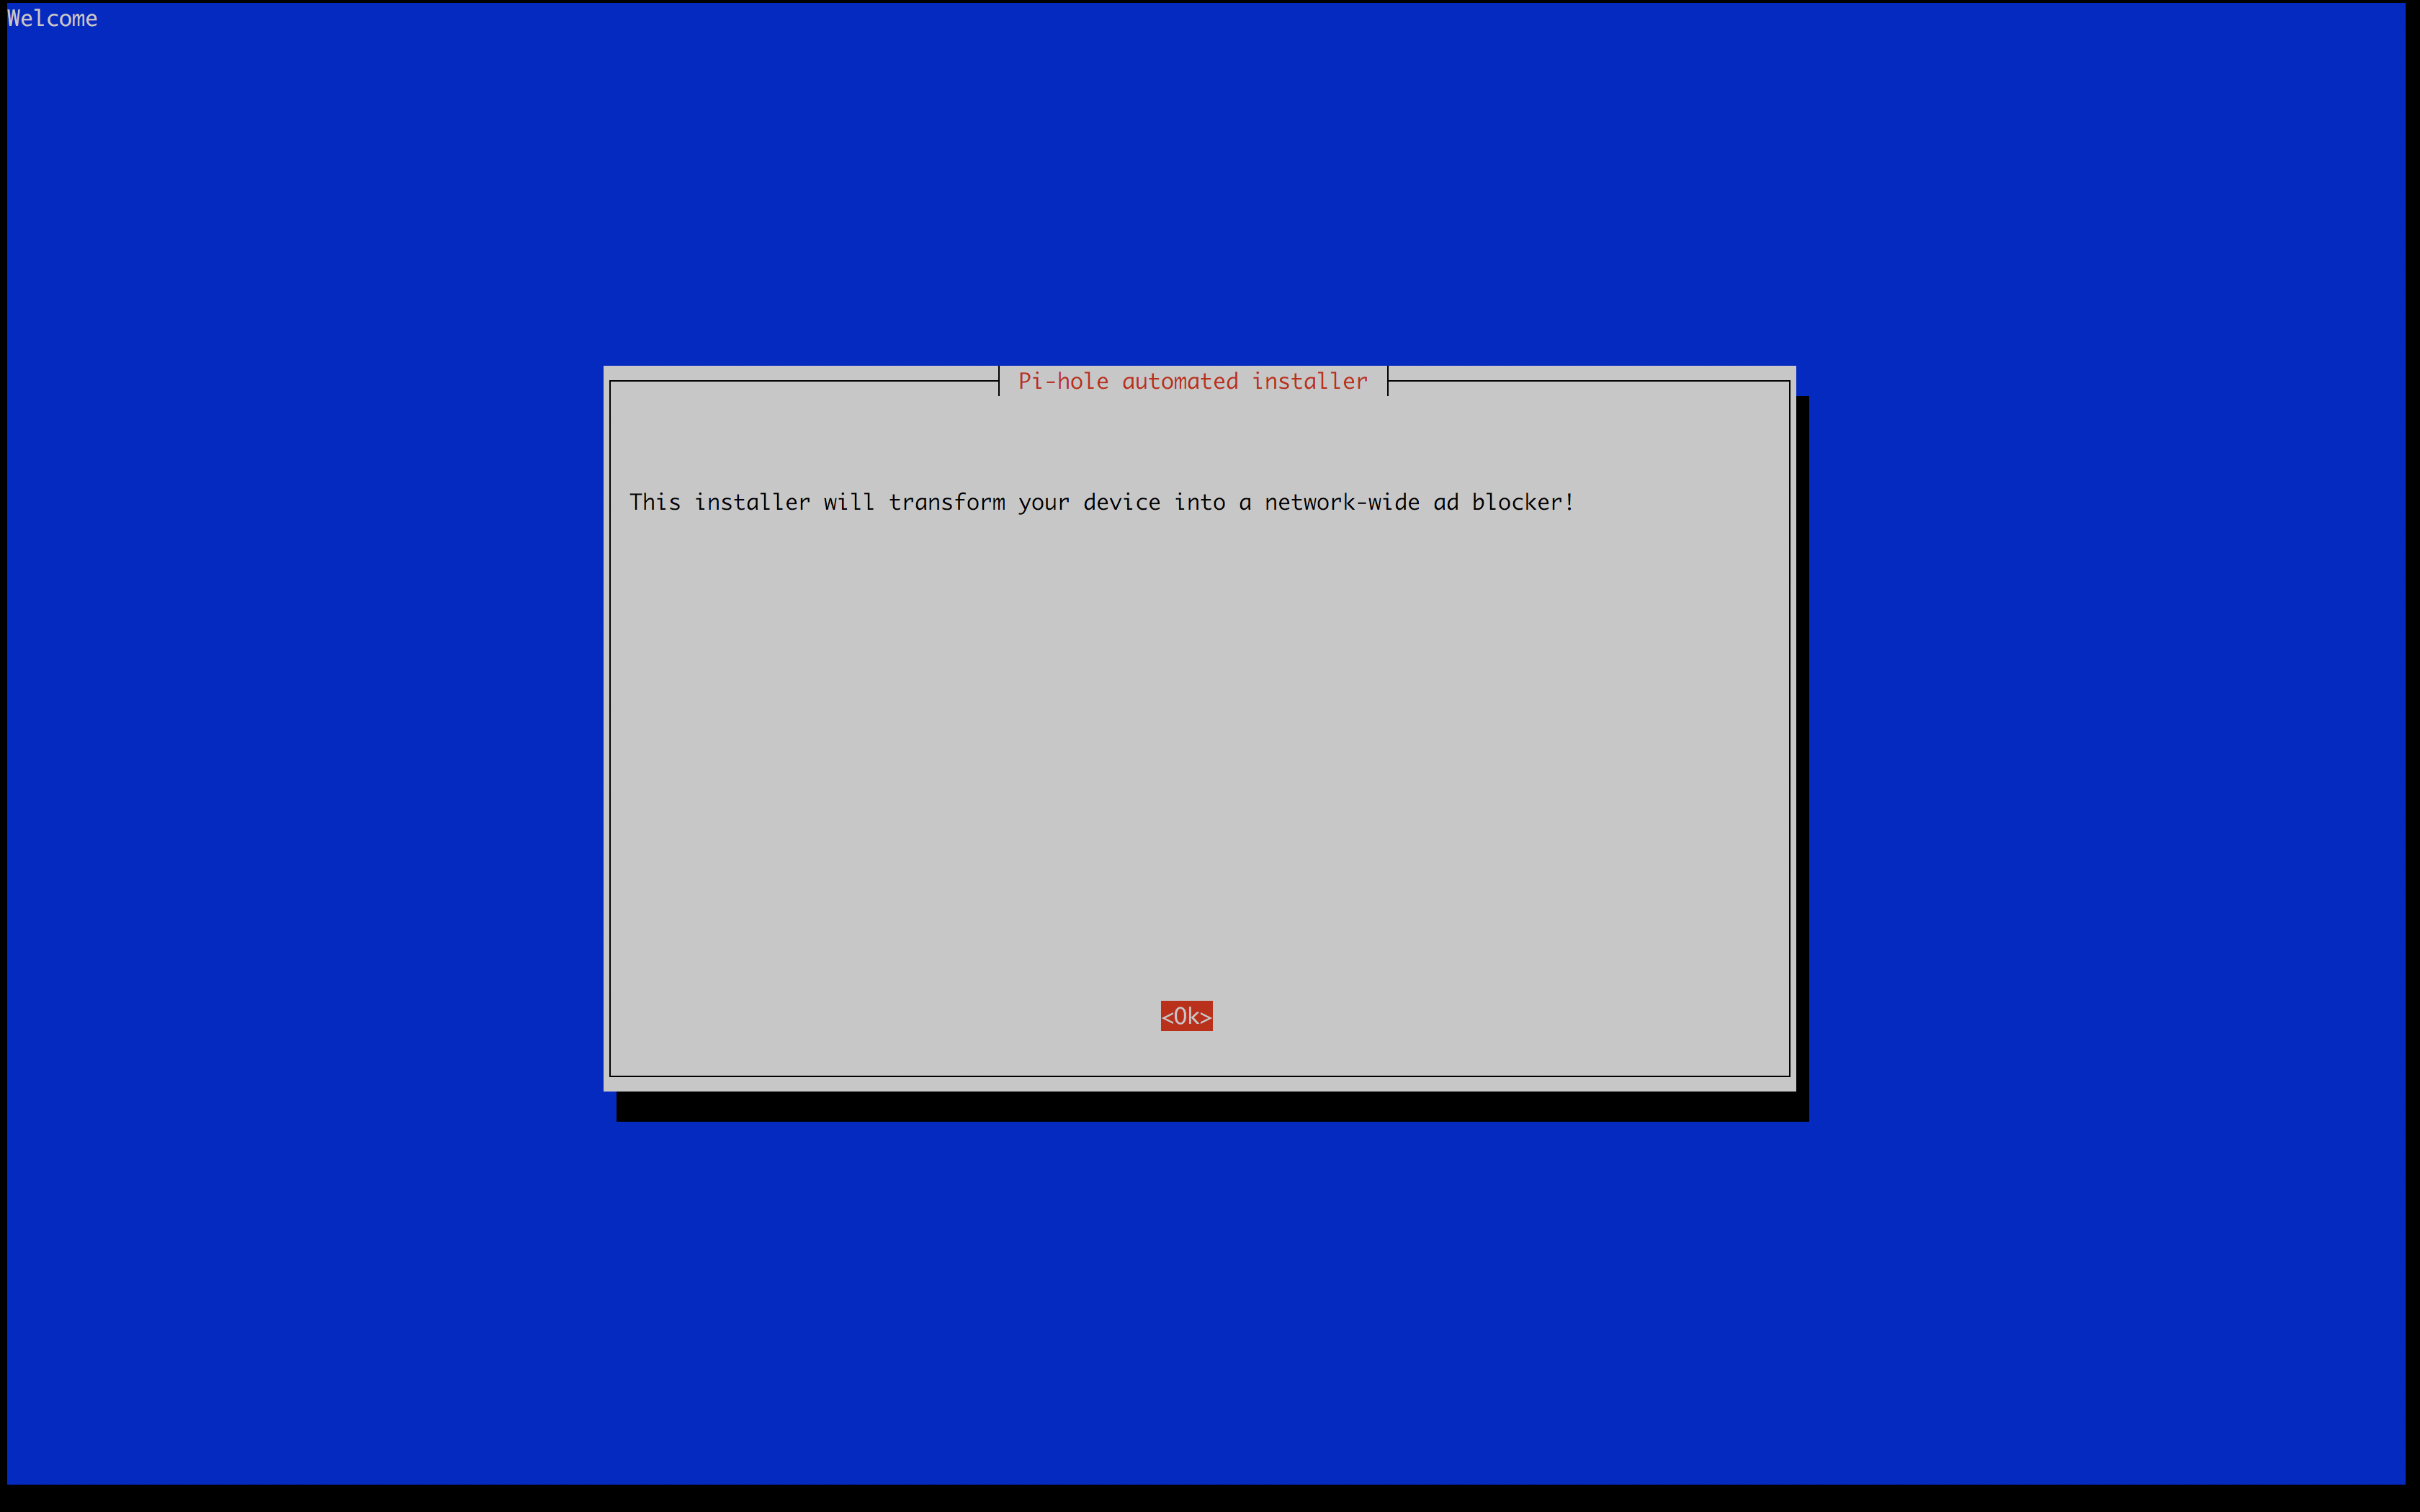 Welcome
Pi-hole automated installer
This installer will transform your device into a network-wide ad blocker!
<Ok>